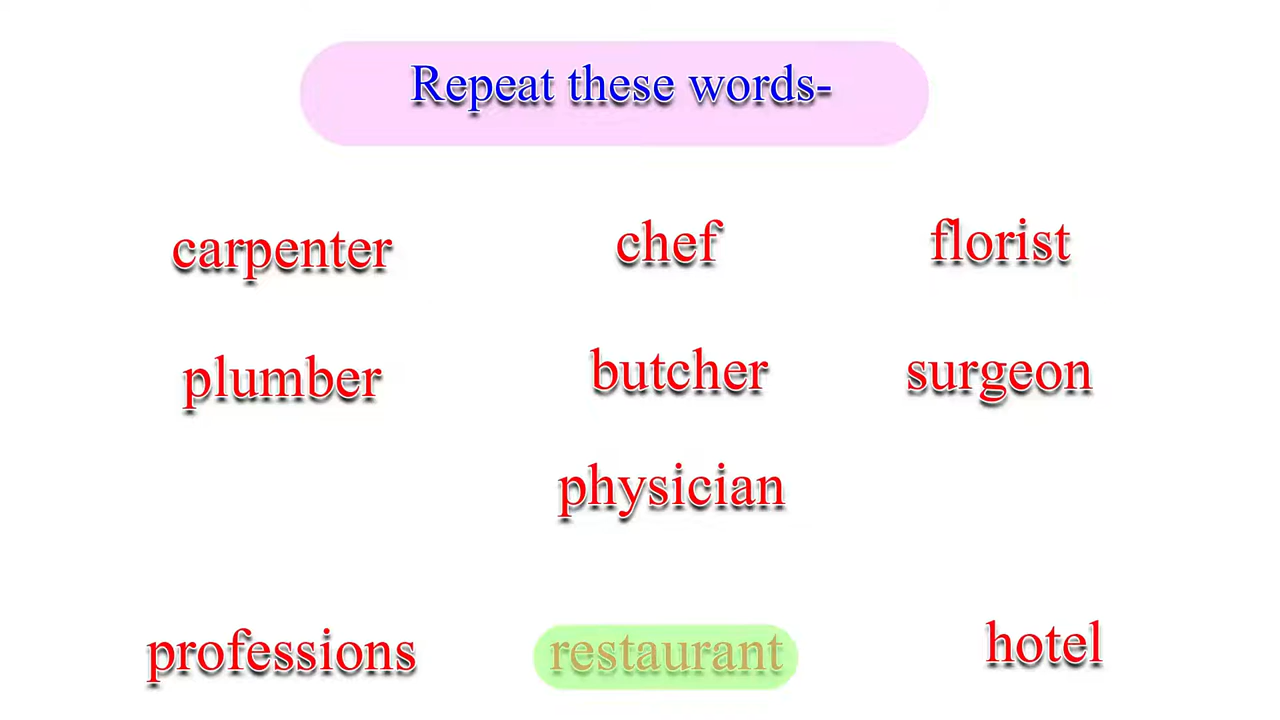 Repeat these words-
carpenter chef florist
plumber butcher surgeon
physician
professions restaurant hotel